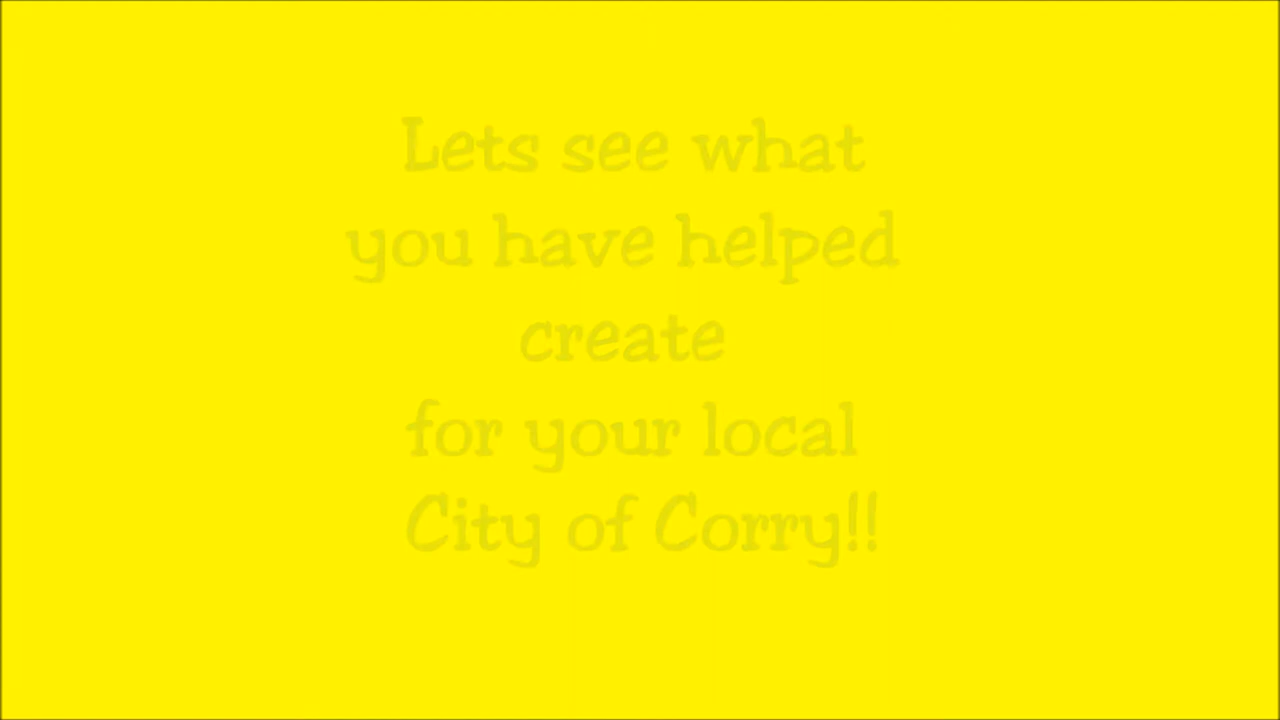 Lets see what
you have helped
create
for your local
City of Corry!!